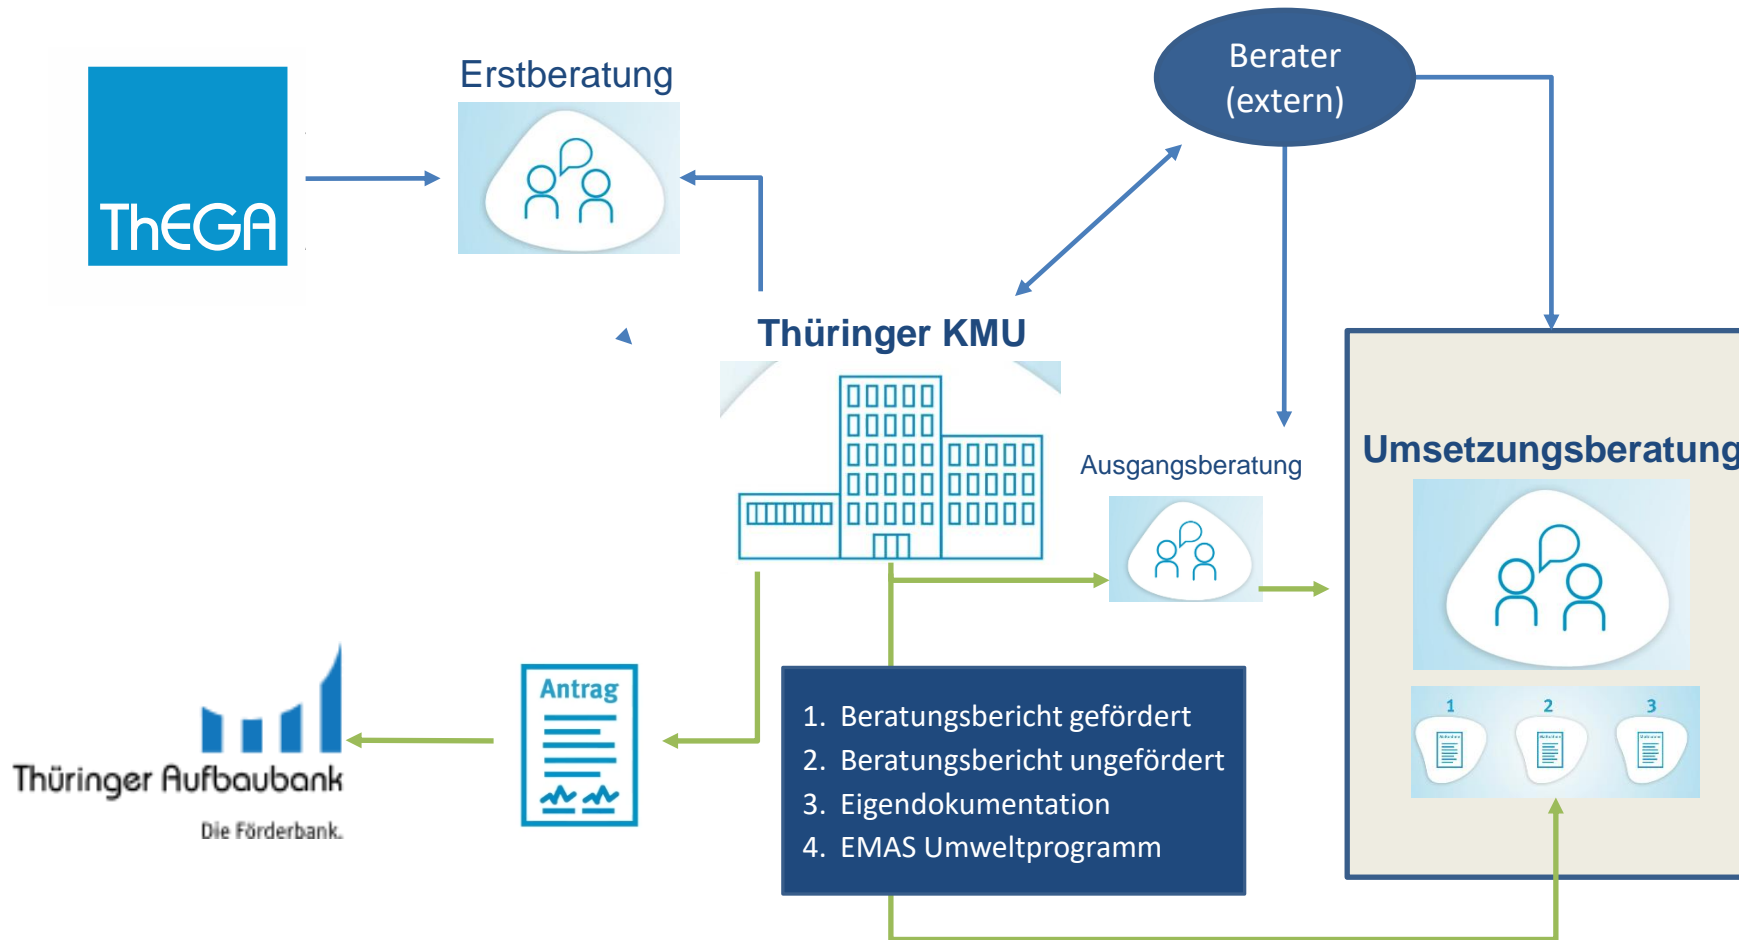 Erstberatung
Berater
(extern)
ThEGA
Thüringer KMU
Ausgangsberatung
Umsetzungsberatung
1 2 3
Antrag
1. Beratungsbericht gefördert
2. Beratungsbericht ungefördert
3. Eigendokumentation
4. EMAS Umweltprogramm
Thüringer Aufbaubank
Die Förderbank.